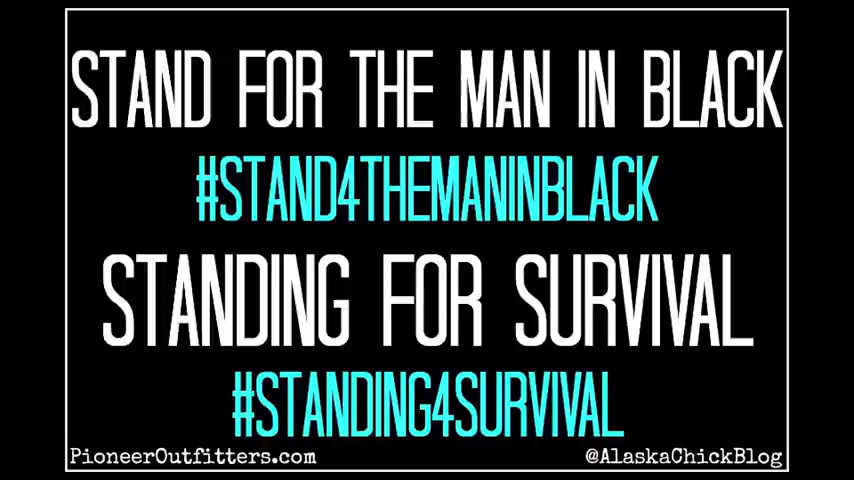 STAND FOR THE MAN IN BLACK
#STAND4THEMANINBLACK
STANDING FOR SURVIVAL
#STANDING4SURVIVAL
PioneerOutfitters.com @AlaskaChickBlog